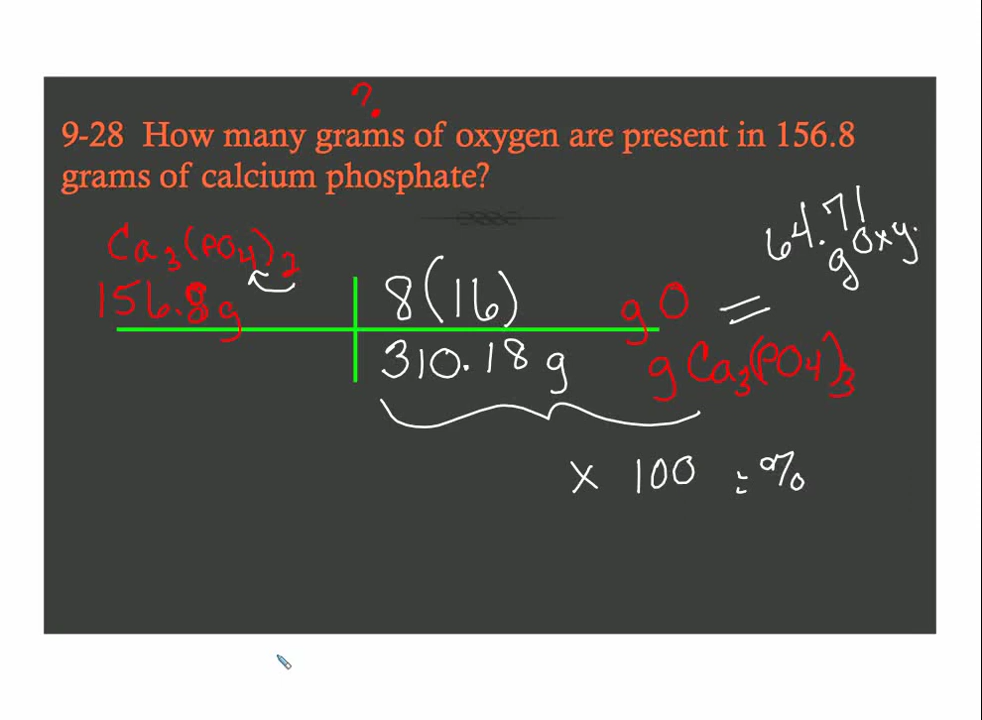 ?
9-28 How many grams of oxygen are present in 156.8
grams of calcium phosphate?
Ca3(PO4)2
156.8g
8(16) g O = 64.71 g oxy.
310.18 g g Ca3(PO4)3
x 100 = %